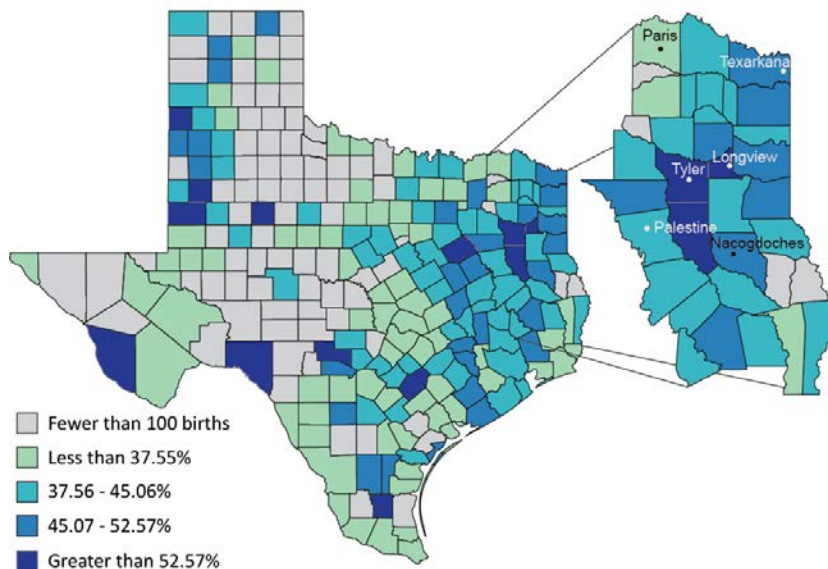 Paris
Texarkana
Longview
Tyler
Palestine
Nacogdoches
Fewer than 100 births
Less than 37.55%
37.56 - 45.06%
45.07 - 52.57%
Greater than 52.57%